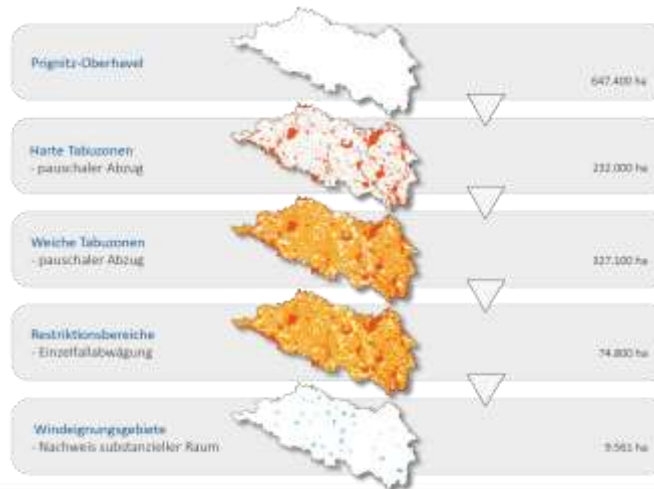 Prignitz-Oberhavel
647.400 ha
Harte Tabuzonen
- pauschaler Abzug
232.000 ha
Weiche Tabuzonen
- pauschaler Abzug
327.100 ha
Restriktionsbereiche
- Einzelfallabwägung
74.800 ha
Windeignungsgebiete
- Nachweis substanzieller Raum
9.561 ha